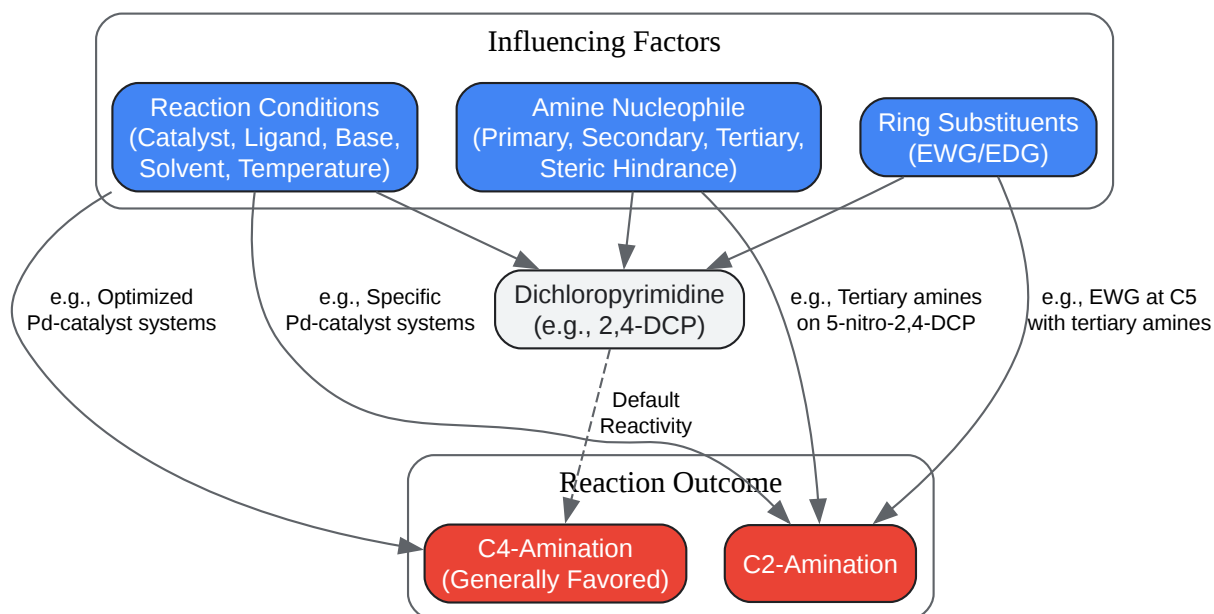 Influencing Factors
Reaction Conditions
(Catalyst, Ligand, Base,
Solvent, Temperature)
Amine Nucleophile
(Primary, Secondary, Tertiary,
Steric Hindrance)
Ring Substituents
(EWG/EDG)
e.g., Optimized
Pd-catalyst systems
e.g., Specific
Pd-catalyst systems
Dichloropyrimidine
(e.g., 2,4-DCP)
e.g., Tertiary amines
on 5-nitro-2,4-DCP
e.g., EWG at C5
with tertiary amines
Default
Reactivity
Reaction Outcome
C4-Amination
(Generally Favored)
C2-Amination